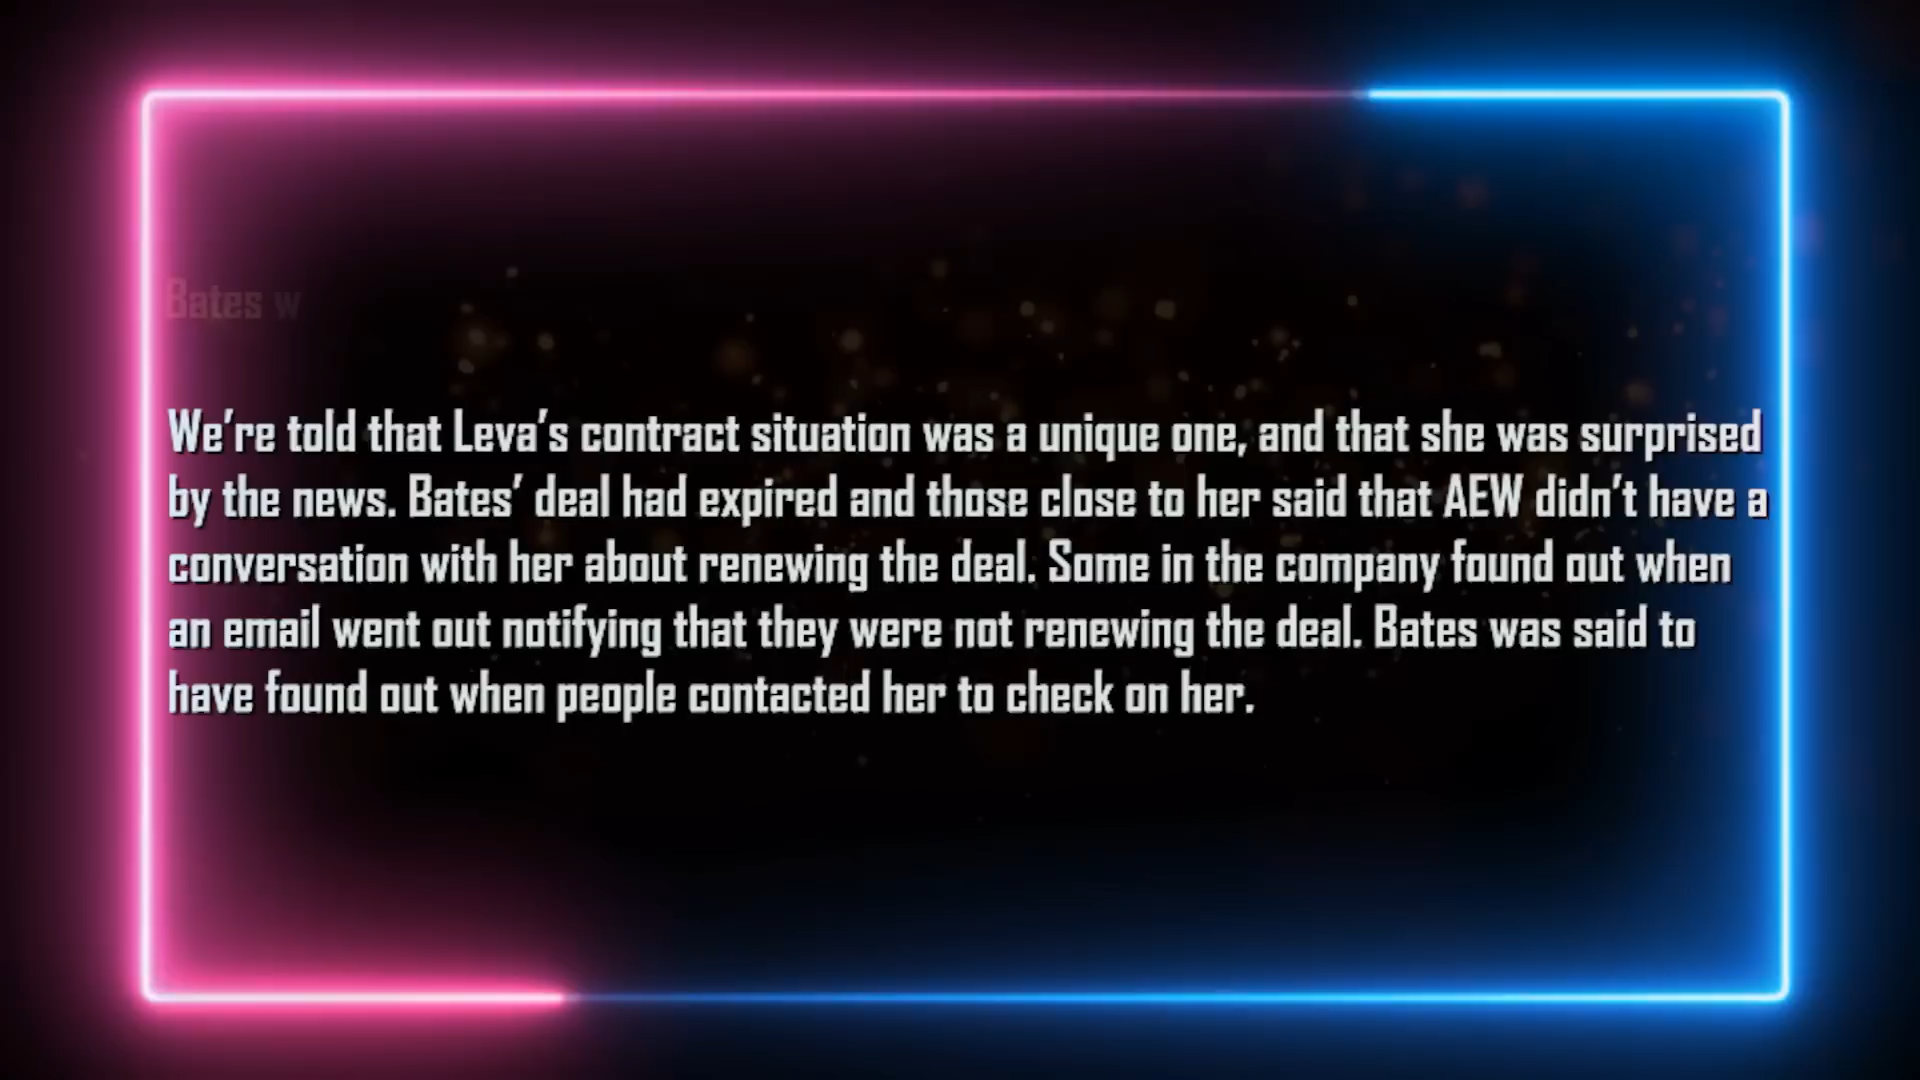 Bates w
We're told that Leva's contract situation was a unique one, and that she was surprised
by the news. Bates' deal had expired and those close to her said that AEW didn't have a
conversation with her about renewing the deal. Some in the company found out when
an email went out notifying that they were not renewing the deal. Bates was said to
have found out when people contacted her to check on her.